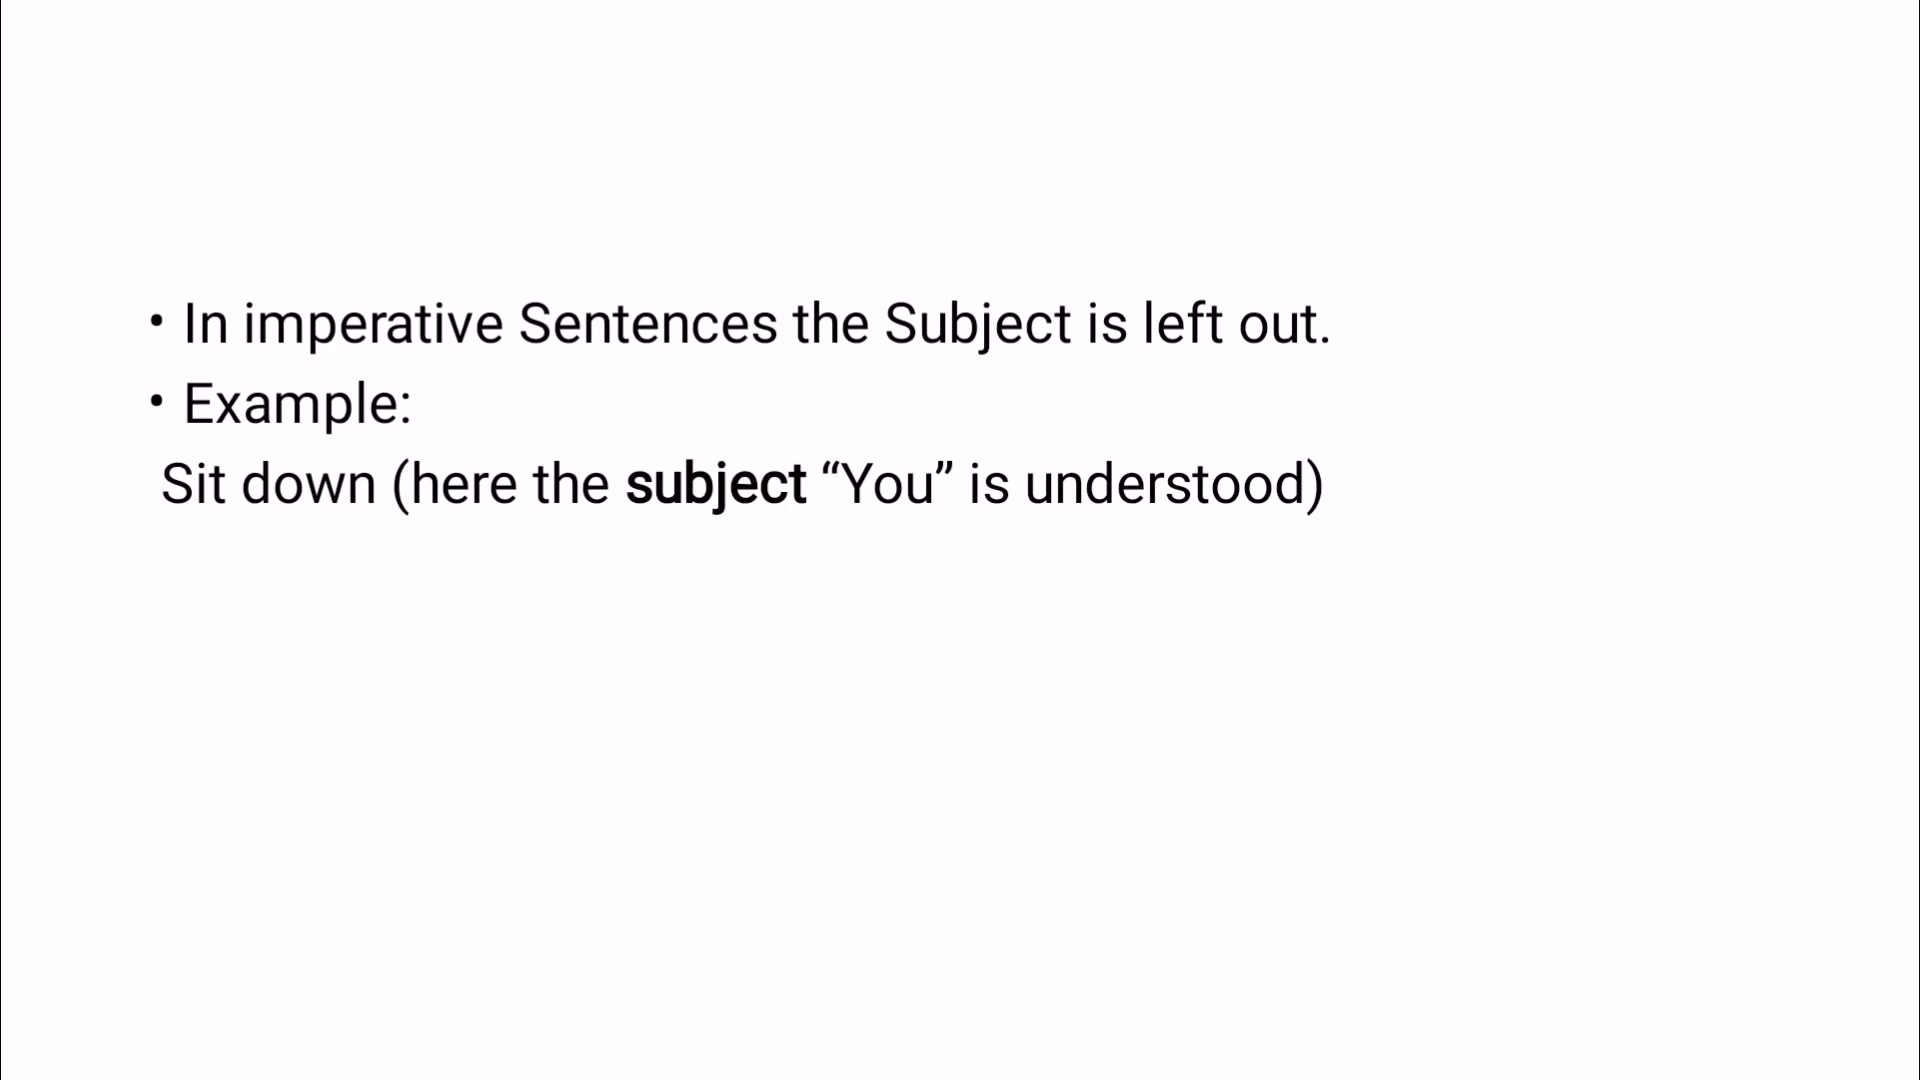 • In imperative Sentences the Subject is left out.
• Example:
Sit down (here the subject “You” is understood)